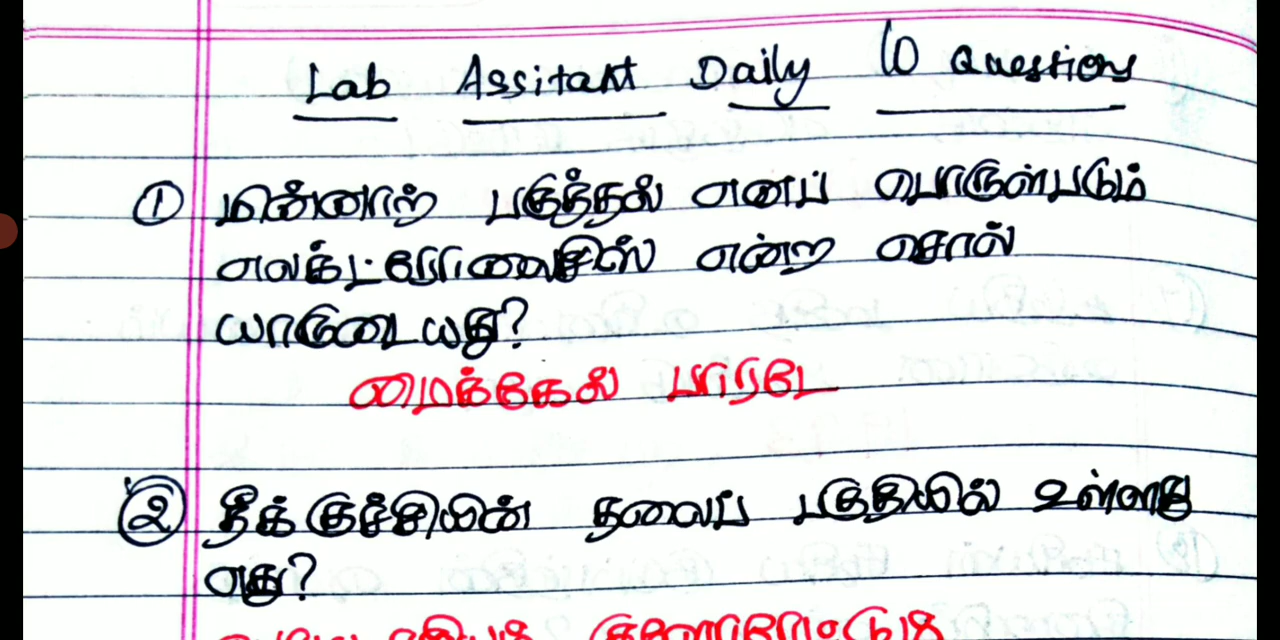 Lab Assitant Daily 10 Questions
① மின்னாற் பகுத்தல் எனப் பொருள்படும்
எலக்ட்ரோலைசிஸ் என்ற சொல்
யாருடையது?
மைக்கேல் பாரடே
② தீக்குச்சியின் தலைப் பகுதியில் உள்ளது
எது?